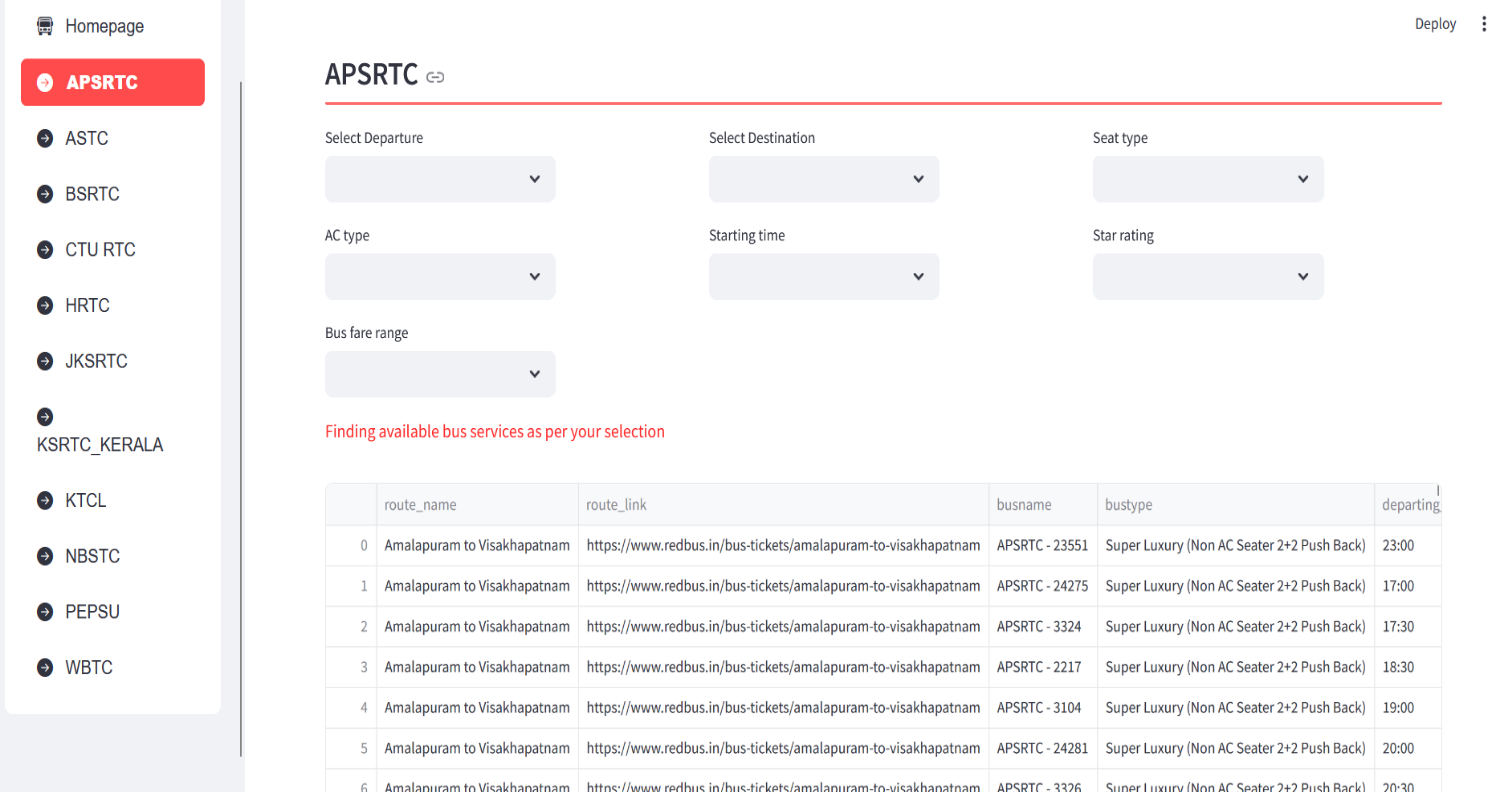 Homepage
APSRTC
ASTC
BSRTC
CTU RTC
HRTC
JKSRTC
KSRTC_KERALA
KTCL
NBSTC
PEPSU
WBTC
Deploy
APSRTC
Select Departure Select Destination Seat type
AC type Starting time Star rating
Bus fare range
Finding available bus services as per your selection
route_name route_link busname bustype departing_
0 Amalapuram to Visakhapatnam https://www.redbus.in/bus-tickets/amalapuram-to-visakhapatnam APSRTC - 23551 Super Luxury (Non AC Seater 2+2 Push Back) 23:00
1 Amalapuram to Visakhapatnam https://www.redbus.in/bus-tickets/amalapuram-to-visakhapatnam APSRTC - 24275 Super Luxury (Non AC Seater 2+2 Push Back) 17:00
2 Amalapuram to Visakhapatnam https://www.redbus.in/bus-tickets/amalapuram-to-visakhapatnam APSRTC - 3324 Super Luxury (Non AC Seater 2+2 Push Back) 17:30
3 Amalapuram to Visakhapatnam https://www.redbus.in/bus-tickets/amalapuram-to-visakhapatnam APSRTC - 2217 Super Luxury (Non AC Seater 2+2 Push Back) 18:30
4 Amalapuram to Visakhapatnam https://www.redbus.in/bus-tickets/amalapuram-to-visakhapatnam APSRTC - 3104 Super Luxury (Non AC Seater 2+2 Push Back) 19:00
5 Amalapuram to Visakhapatnam https://www.redbus.in/bus-tickets/amalapuram-to-visakhapatnam APSRTC - 24281 Super Luxury (Non AC Seater 2+2 Push Back) 20:00
6 Amalapuram to Visakhapatnam https://www.redbus.in/bus-tickets/amalapuram-to-visakhapatnam APSRTC - 3326 Super Luxury (Non AC Seater 2+2 Push Back) 20:30